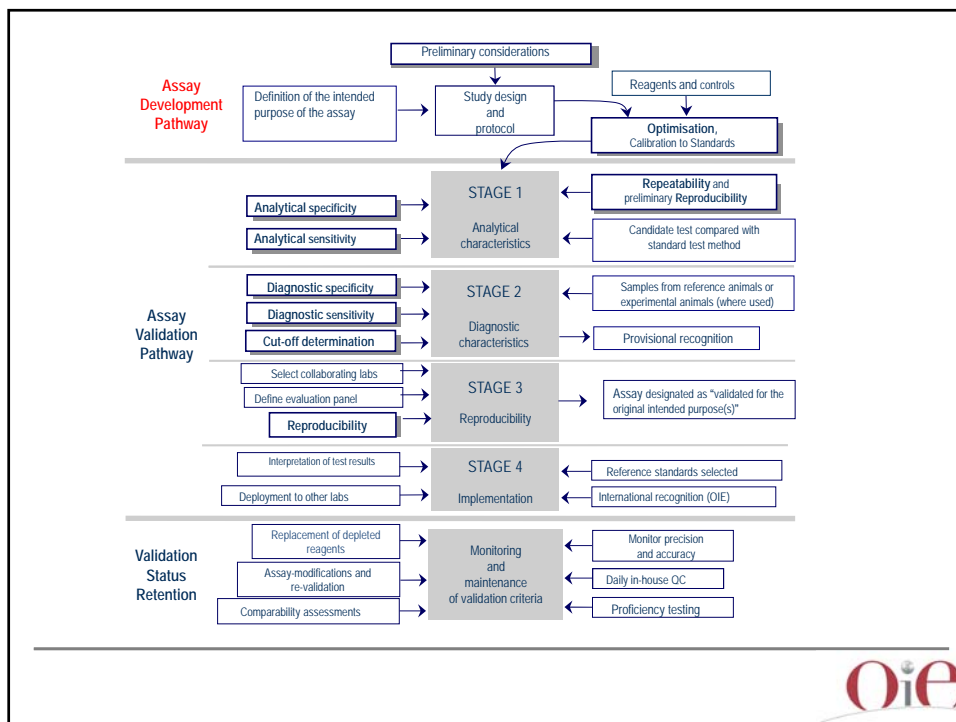 Preliminary considerations
Assay
Development
Pathway
Definition of the intended
purpose of the assay
Study design
and
protocol
Reagents and controls
Optimisation,
Calibration to Standards
STAGE 1
Analytical
characteristics
Analytical specificity
Analytical sensitivity
Repeatability and
preliminary Reproducibility
Candidate test compared with
standard test method
Assay
Validation
Pathway
Diagnostic specificity
Diagnostic sensitivity
Cut-off determination
STAGE 2
Diagnostic
characteristics
Samples from reference animals or
experimental animals (where used)
Provisional recognition
Select collaborating labs
Define evaluation panel
Reproducibility
STAGE 3
Reproducibility
Assay designated as “validated for the
original intended purpose(s)”
Interpretation of test results
Deployment to other labs
STAGE 4
Implementation
Reference standards selected
International recognition (OIE)
Validation
Status
Retention
Replacement of depleted
reagents
Assay-modifications and
re-validation
Comparability assessments
Monitoring
and
maintenance
of validation criteria
Monitor precision
and accuracy
Daily in-house QC
Proficiency testing
OiE